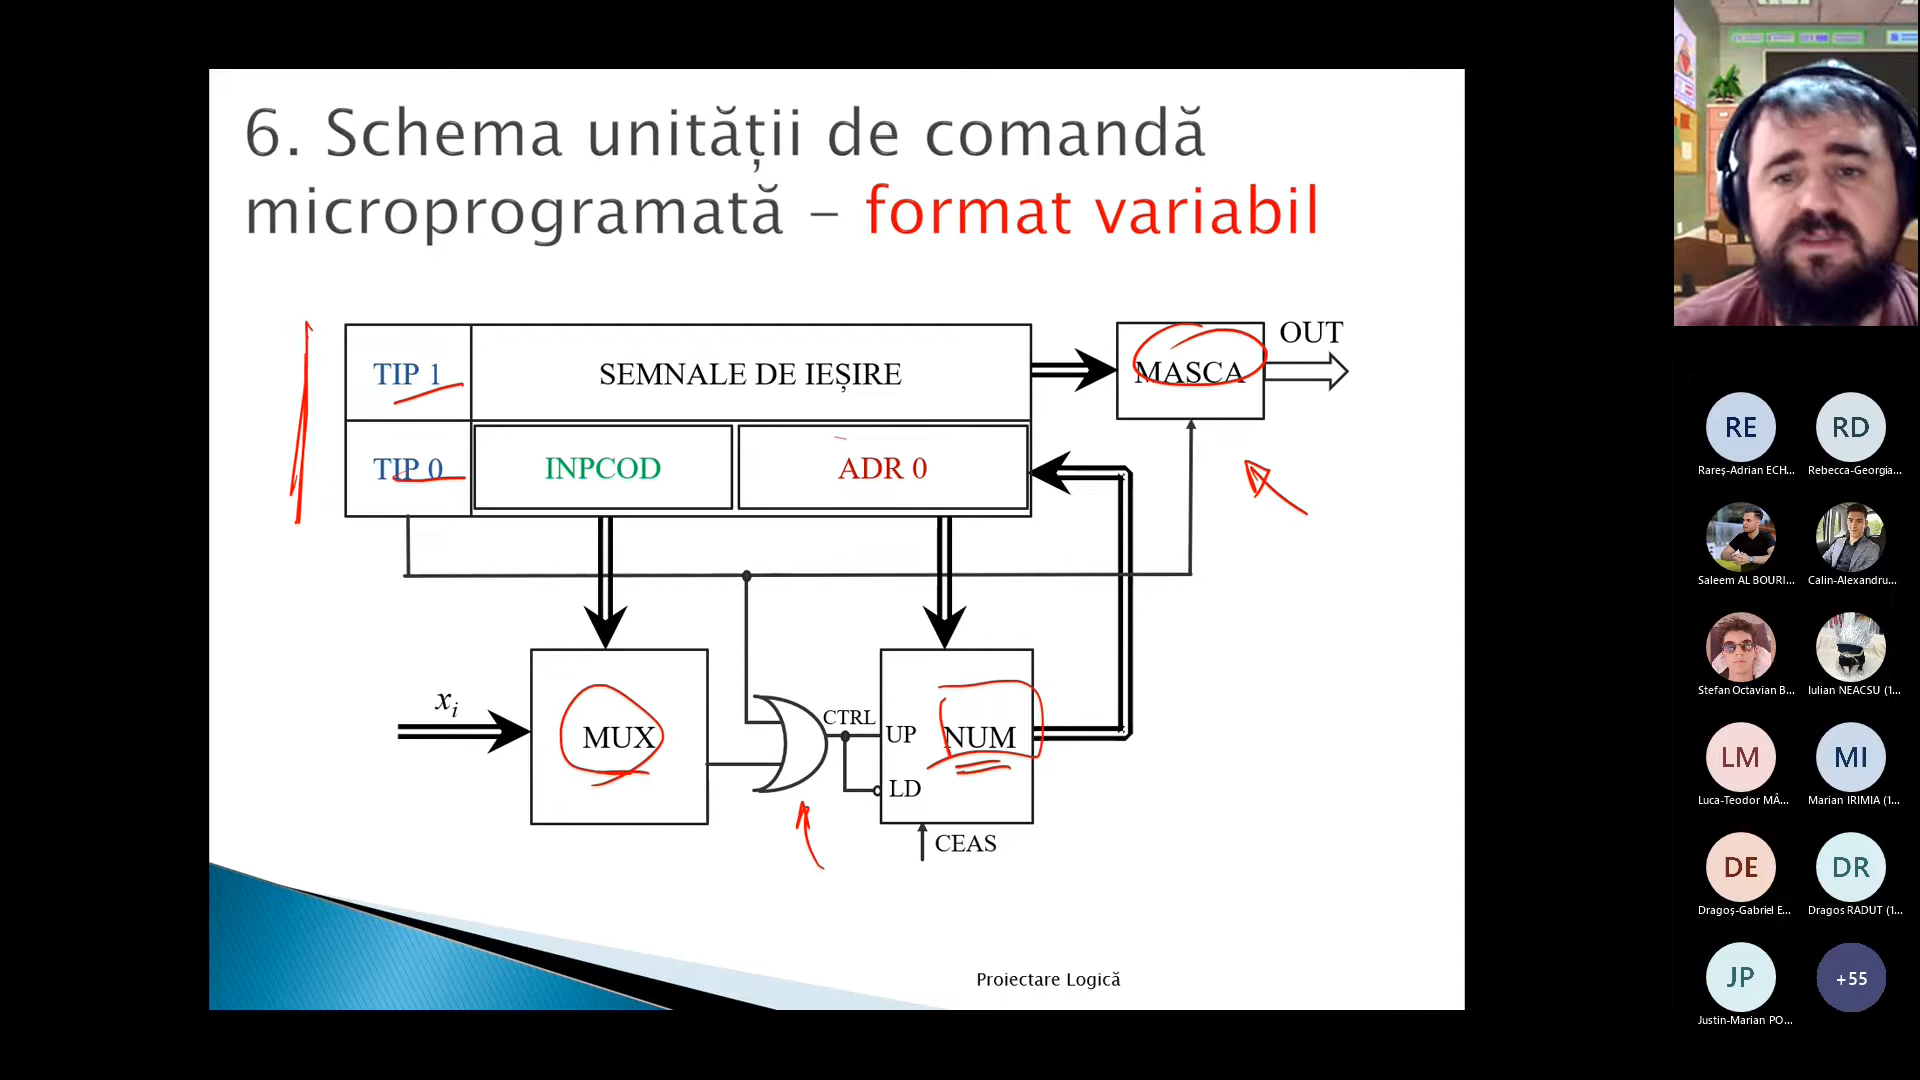 6. Schema unității de comandă
microprogramată – format variabil
TIP 1
SEMNALE DE IEȘIRE
MASCA
OUT
TIP 0
INPCOD
ADR 0
xi
MUX
CTRL
UP
NUM
LD
CEAS
Proiectare Logică
RE
RD
Rareș-Adrian ECH...
Rebecca-Georgia...
Saleem AL BOURI...
Calin-Alexandru...
Stefan Octavian B...
Iulian NEACSU (1...
LM
MI
Luca-Teodor MÂ...
Marian IRIMIA (1...
DE
DR
Dragoș-Gabriel E...
Dragos RADUT (1...
JP
+55
Justin-Marian PO...